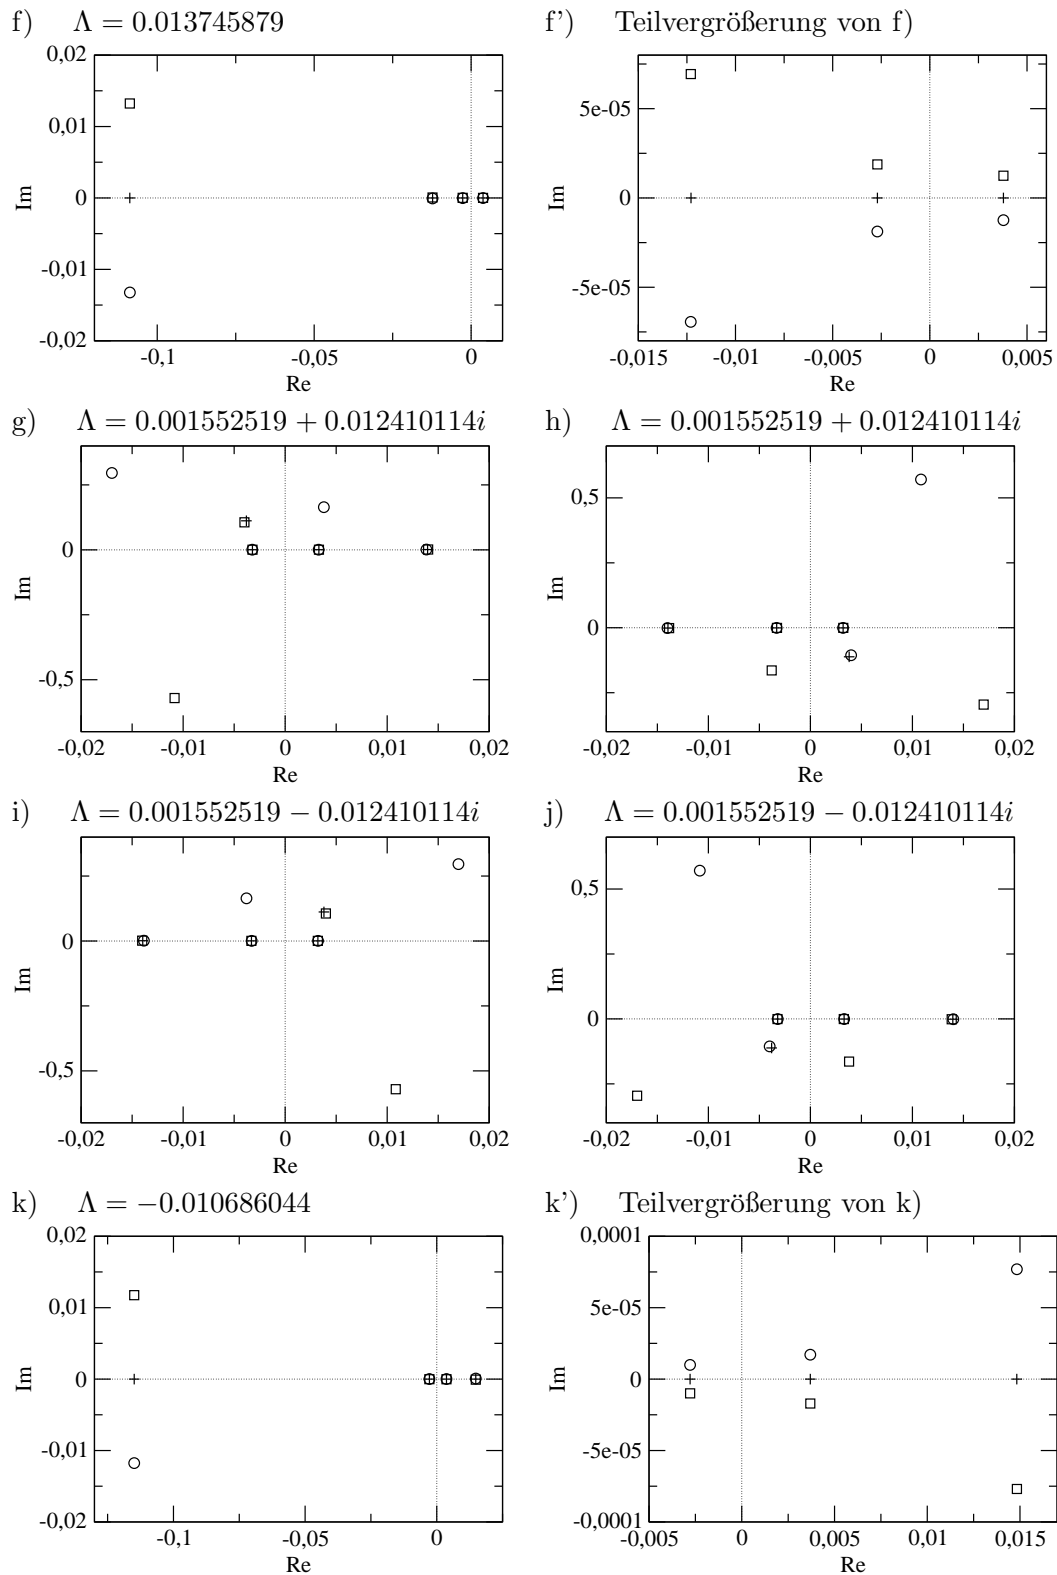 f) Λ = 0.013745879
0.02
0,01
0
-0,01
-0.02
-0,1
-0,05
0
Im
Re
f') Teilvergrößerung von f)
5e-05
0
-5e-05
-0,015
-0,01
-0,005
0
0,005
Im
Re
g) Λ = 0.001552519 + 0.012410114i
0
-0,5
-0,02
-0,01
0
0,01
0,02
Im
Re
h) Λ = 0.001552519 + 0.012410114i
0,5
0
-0,02
-0,01
0
0,01
0,02
Im
Re
i) Λ = 0.001552519 − 0.012410114i
0
-0,5
-0,02
-0,01
0
0,01
0,02
Im
Re
j) Λ = 0.001552519 − 0.012410114i
0,5
0
-0,02
-0,01
0
0,01
0,02
Im
Re
k) Λ = −0.010686044
0,02
0,01
0
-0,01
-0,02
-0,1
-0,05
0
Im
Re
k') Teilvergrößerung von k)
0,0001
5e-05
0
-5e-05
-0,0001
-0,005
0
0,005
0,01
0,015
Im
Re